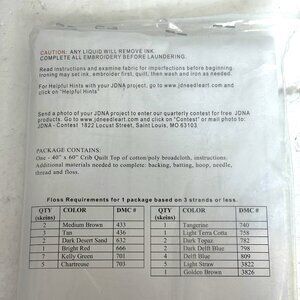 CAUTION: ANY LIQUID WILL REMOVE INK.
COMPLETE ALL EMBROIDERY BEFORE LAUNDERING.
Read instructions and examine fabric for imperfections before beginning.
Ironing may set ink. embroider first, quilt, then wash and iron as needed.
For Helpful Hints with your JDNA project, go to www.jdneedleart.com and
click on "Helpful Hints"
Send a photo of your JDNA project to enter our quarterly contest for free JDNA
products. Go to www.jdneedleart.com and click on "Contest" or mail photo to:
JDNA - Contest 1822 Locust Street, Saint Louis, MO 63103
PACKAGE CONTAINS:
One - 40" x 60" Crib Quilt Top of cotton/poly broadcloth, instructions.
Additional materials needed to complete: backing, batting, hoop, needle,
thread and floss.
Floss Requirements for 1 package based on 3 strands or less.
QTY (skeins) COLOR DMC # QTY (skeins) COLOR DMC #
2 Medium Brown 433 1 Tangerine 740
3 Tan 436 1 Light Terra Cotta 758
2 Dark Desert Sand 632 2 Dark Topaz 782
1 Bright Red 666 2 Dark Delft Blue 798
7 Kelly Green 701 4 Delft Blue 809
5 Chartreuse 703 5 Light Straw 3822
1 Golden Brown 3826